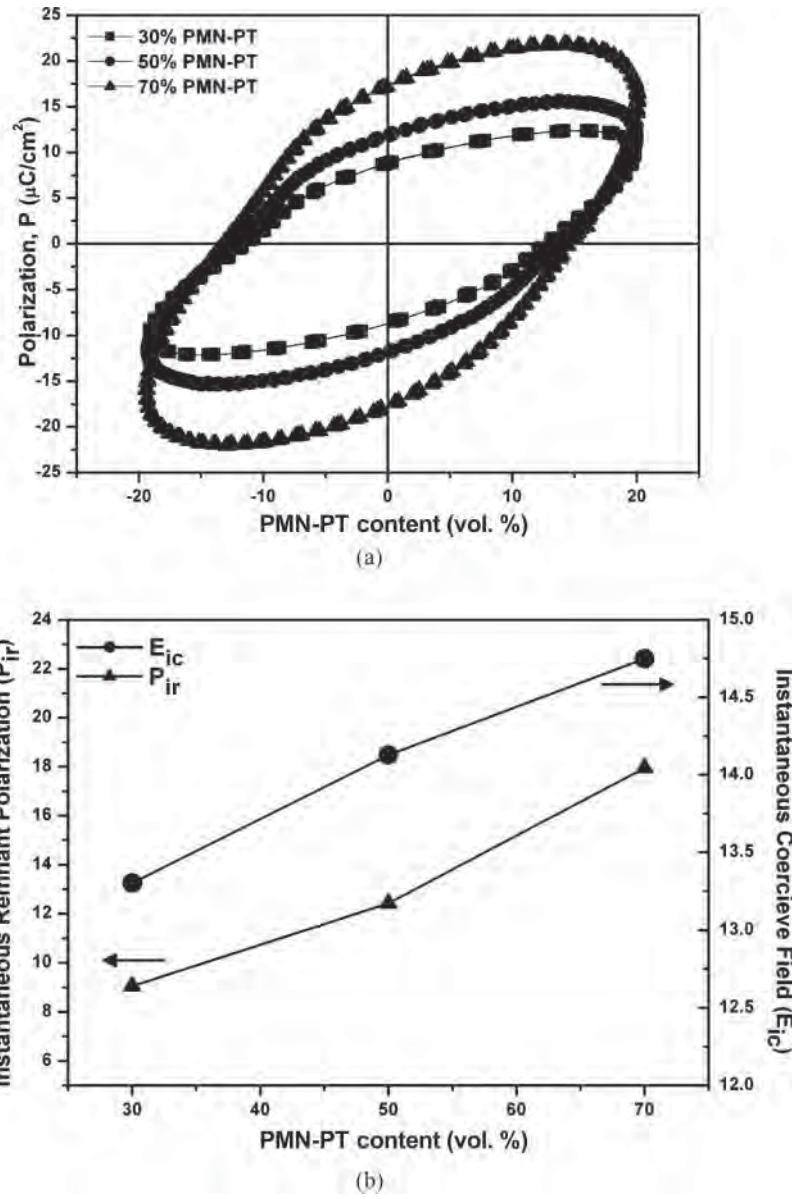 25
20
15
10
5
0
-5
-10
-15
-20
-25
Polarization, P (μC/cm²)
30% PMN-PT
50% PMN-PT
70% PMN-PT
-20 -10 0 10 20
PMN-PT content (vol. %)
(a)
24
22
20
18
16
14
12
10
8
6
Instantaneous Remnant Polarization (P_ir)
E_ic
P_ir
15.0
14.5
14.0
13.5
13.0
12.5
12.0
Instantaneous Coercieve Field (E_ic)
30 40 50 60 70
PMN-PT content (vol. %)
(b)